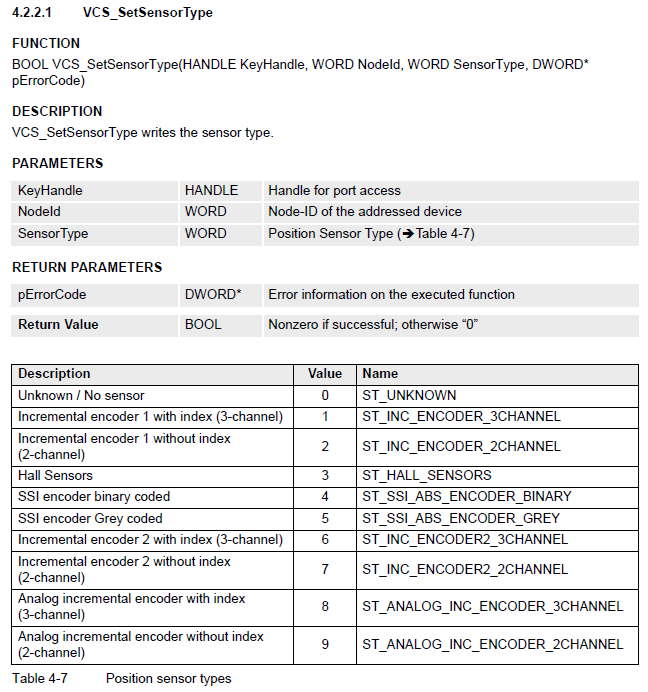 4.2.2.1 VCS_SetSensorType
FUNCTION
BOOL VCS_SetSensorType(HANDLE KeyHandle, WORD NodeId, WORD SensorType, DWORD*
pErrorCode)
DESCRIPTION
VCS_SetSensorType writes the sensor type.
PARAMETERS
KeyHandle HANDLE Handle for port access
NodeId WORD Node-ID of the addressed device
SensorType WORD Position Sensor Type (➔Table 4-7)
RETURN PARAMETERS
pErrorCode DWORD* Error information on the executed function
Return Value BOOL Nonzero if successful; otherwise “0”
Description Value Name
Unknown / No sensor 0 ST_UNKNOWN
Incremental encoder 1 with index (3-channel) 1 ST_INC_ENCODER_3CHANNEL
Incremental encoder 1 without index
(2-channel) 2 ST_INC_ENCODER_2CHANNEL
Hall Sensors 3 ST_HALL_SENSORS
SSI encoder binary coded 4 ST_SSI_ABS_ENCODER_BINARY
SSI encoder Grey coded 5 ST_SSI_ABS_ENCODER_GREY
Incremental encoder 2 with index (3-channel) 6 ST_INC_ENCODER2_3CHANNEL
Incremental encoder 2 without index
(2-channel) 7 ST_INC_ENCODER2_2CHANNEL
Analog incremental encoder with index
(3-channel) 8 ST_ANALOG_INC_ENCODER_3CHANNEL
Analog incremental encoder without index
(2-channel) 9 ST_ANALOG_INC_ENCODER_2CHANNEL
Table 4-7 Position sensor types